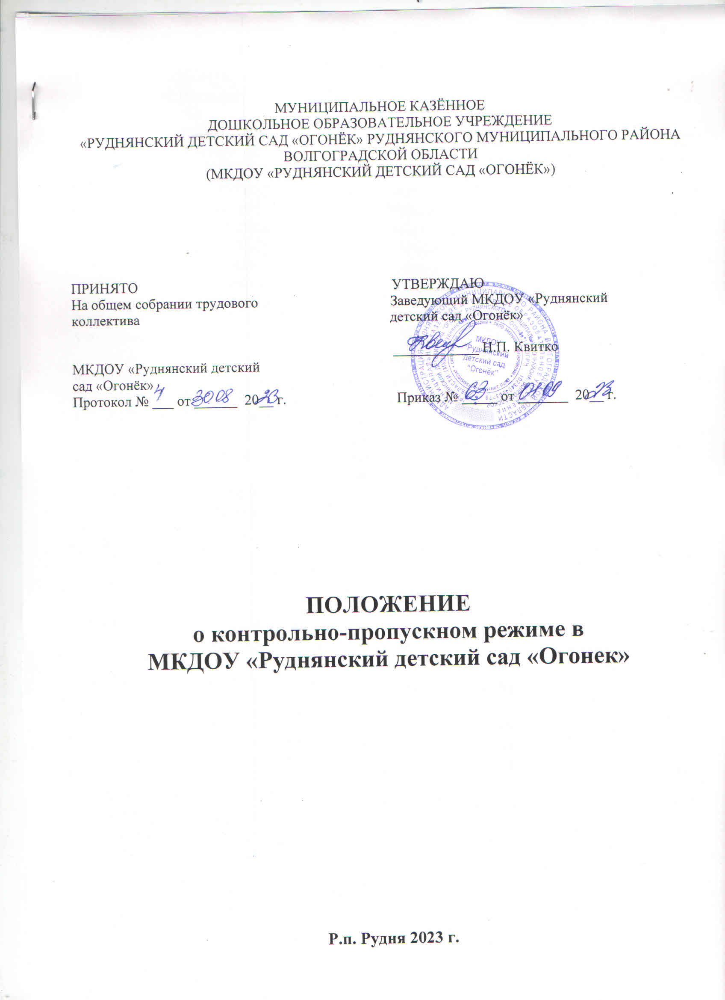 МУНИЦИПАЛЬНОЕ КАЗЁННОЕ
ДОШКОЛЬНОЕ ОБРАЗОВАТЕЛЬНОЕ УЧРЕЖДЕНИЕ
«РУДНЯНСКИЙ ДЕТСКИЙ САД «ОГОНЁК» РУДНЯНСКОГО МУНИЦИПАЛЬНОГО РАЙОНА
ВОЛГОГРАДСКОЙ ОБЛАСТИ
(МКДОУ «РУДНЯНСКИЙ ДЕТСКИЙ САД «ОГОНЁК»)
ПРИНЯТО
На общем собрании трудового
коллектива
МКДОУ «Руднянский детский
сад «Огонёк»
Протокол № 4 от 30.08 2023 г.
УТВЕРЖДАЮ
Заведующий МКДОУ «Руднянский
детский сад «Огонёк»
Н.П. Квитко
Приказ № 63 от 01.09 2023 г.
МКДОУ
"Руднянский
детский сад
"Огонёк"
ПОЛОЖЕНИЕ
о контрольно-пропускном режиме в
МКДОУ «Руднянский детский сад «Огонек»
Р.п. Рудня 2023 г.